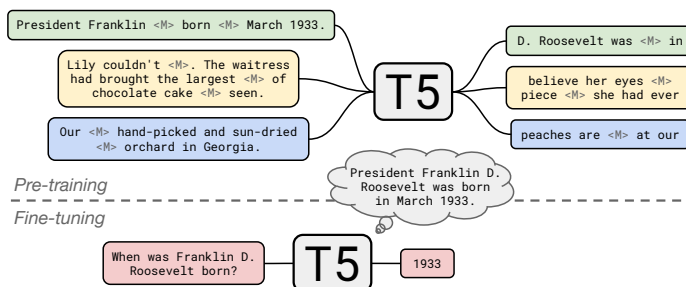 President Franklin <M> born <M> March 1933.
Lily couldn't <M>. The waitress
had brought the largest <M> of
chocolate cake <M> seen.
Our <M> hand-picked and sun-dried
<M> orchard in Georgia.
T5
D. Roosevelt was <M> in
believe her eyes <M>
piece <M> she had ever
peaches are <M> at our
Pre-training
President Franklin D.
Roosevelt was born
in March 1933.
Fine-tuning
When was Franklin D.
Roosevelt born?
T5
1933